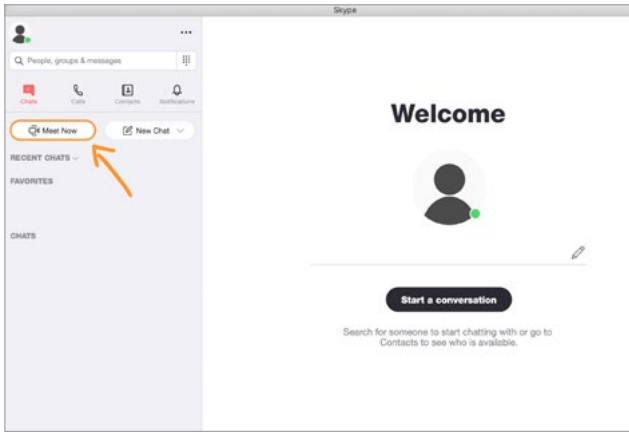 Skype
People, groups & messages
Chats Calls Contacts Notifications
Meet Now New Chat
RECENT CHATS
FAVORITES
CHATS
Welcome
Start a conversation
Search for someone to start chatting with or go to
Contacts to see who is available.